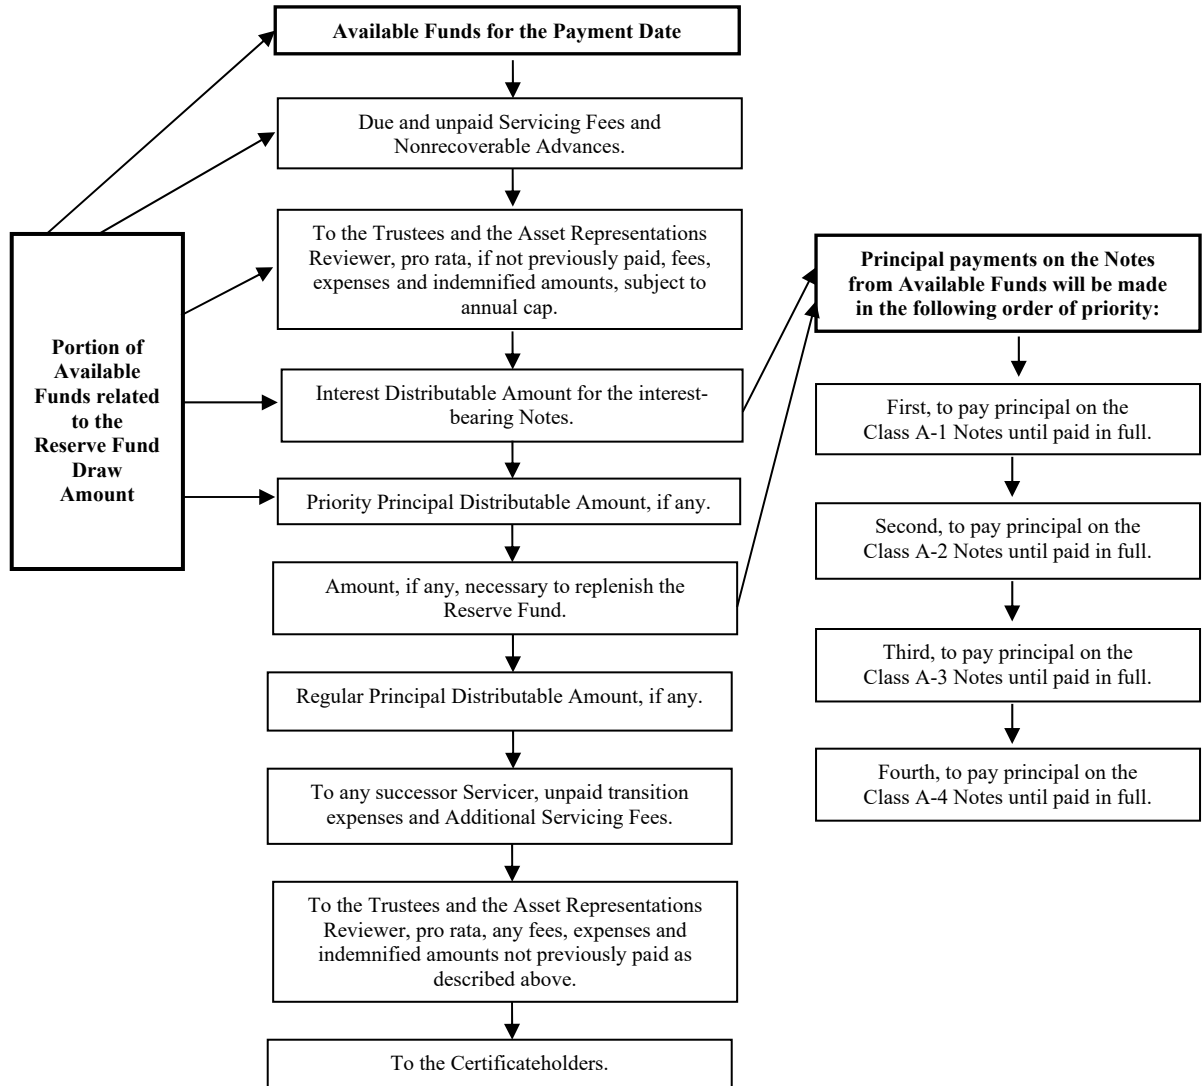 Available Funds for the Payment Date
Due and unpaid Servicing Fees and
Nonrecoverable Advances.
To the Trustees and the Asset Representations
Reviewer, pro rata, if not previously paid, fees,
expenses and indemnified amounts, subject to
annual cap.
Interest Distributable Amount for the interest-
bearing Notes.
Priority Principal Distributable Amount, if any.
Amount, if any, necessary to replenish the
Reserve Fund.
Regular Principal Distributable Amount, if any.
To any successor Servicer, unpaid transition
expenses and Additional Servicing Fees.
To the Trustees and the Asset Representations
Reviewer, pro rata, any fees, expenses and
indemnified amounts not previously paid as
described above.
To the Certificateholders.
Portion of
Available
Funds related
to the
Reserve Fund
Draw
Amount
Principal payments on the Notes
from Available Funds will be made
in the following order of priority:
First, to pay principal on the
Class A-1 Notes until paid in full.
Second, to pay principal on the
Class A-2 Notes until paid in full.
Third, to pay principal on the
Class A-3 Notes until paid in full.
Fourth, to pay principal on the
Class A-4 Notes until paid in full.